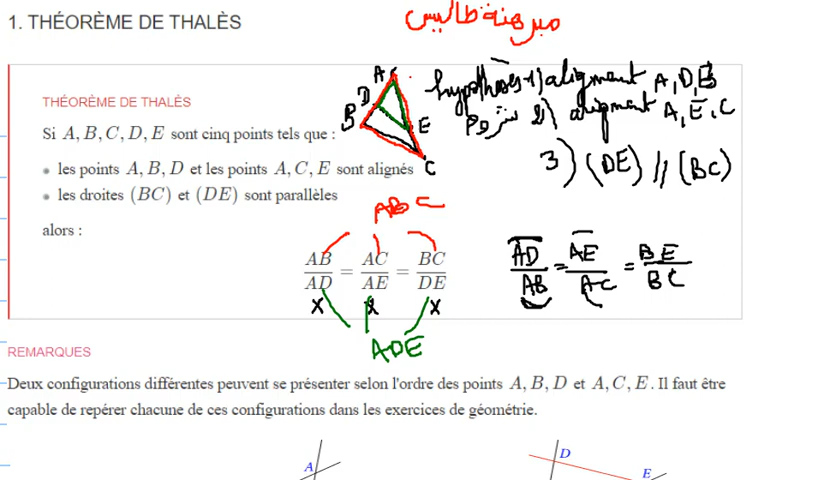 1. THÉORÈME DE THALÈS
مبرهنة طاليس
THÉORÈME DE THALÈS
Si A, B, C, D, E sont cinq points tels que :
les points A, B, D et les points A, C, E sont alignés
les droites (BC) et (DE) sont parallèles
alors :
AB/AD = AC/AE = BC/DE
x x x
ABC
ADE
A
D
B
E
C
hypothèses 1) alignment A, D, B
2) alignment A, E, C
3) (DE) // (BC)
AD/AB = AE/AC = BE/BC
REMARQUES
Deux configurations différentes peuvent se présenter selon l'ordre des points A, B, D et A, C, E. Il faut être
capable de repérer chacune de ces configurations dans les exercices de géométrie.
A
D
E